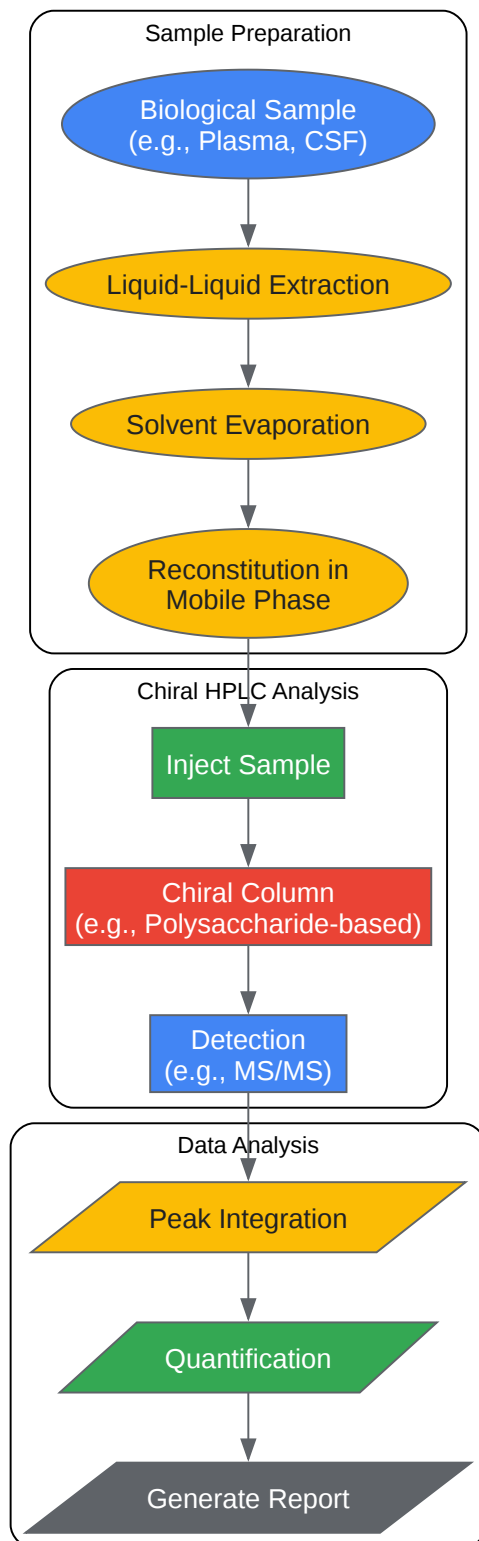 Sample Preparation
Biological Sample
(e.g., Plasma, CSF)
Liquid-Liquid Extraction
Solvent Evaporation
Reconstitution in
Mobile Phase
Chiral HPLC Analysis
Inject Sample
Chiral Column
(e.g., Polysaccharide-based)
Detection
(e.g., MS/MS)
Data Analysis
Peak Integration
Quantification
Generate Report